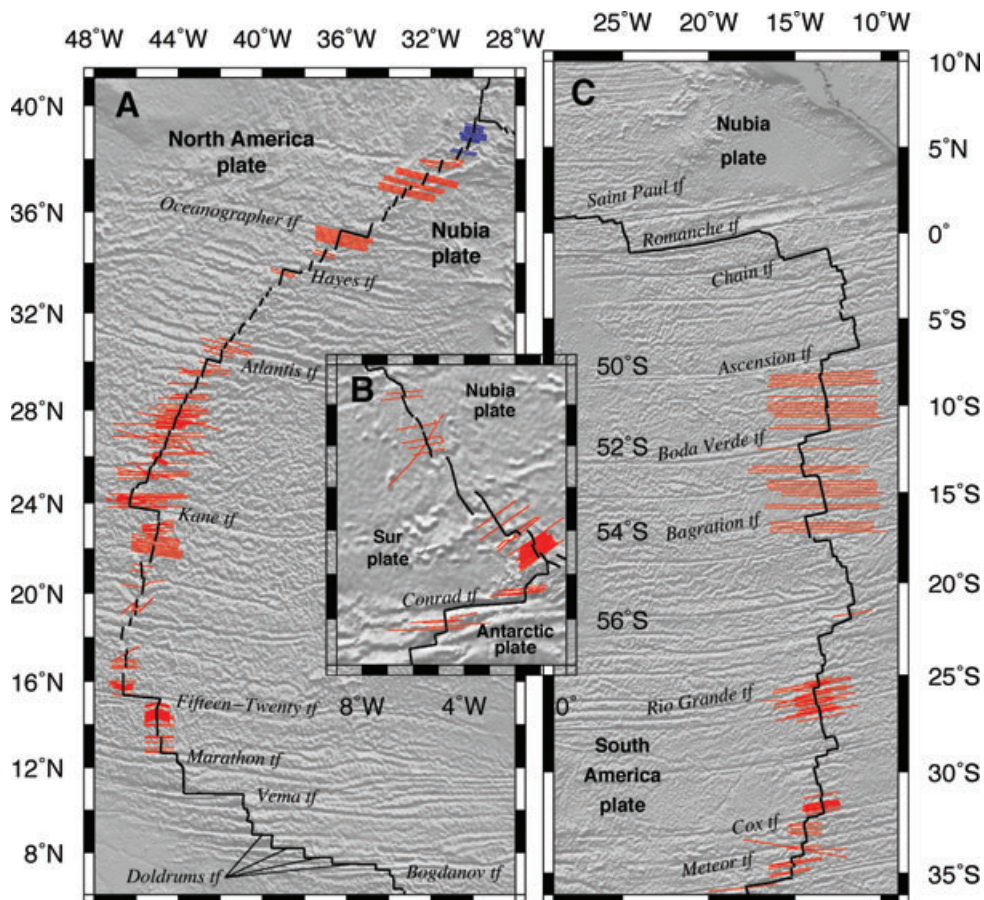 48°W 44°W 40°W 36°W 32°W 28°W
25°W 20°W 15°W 10°W
A
40°N
36°N
32°N
28°N
24°N
20°N
16°N
12°N
8°N
North America
plate
Oceanographer tf
Nubia
plate
Hayes tf
Atlantis tf
Kane tf
Fifteen-Twenty tf
Marathon tf
Vema tf
Doldrums tf
Bogdanov tf
B
Nubia
plate
Sur
plate
Conrad tf
Antarctic
plate
50°S
52°S
54°S
56°S
8°W 4°W 0°
C
Nubia
plate
Saint Paul tf
Romanche tf
Chain tf
Ascension tf
Boda Verde tf
Bagration tf
Rio Grande tf
South
America
plate
Cox tf
Meteor tf
10°N
5°N
0°
5°S
10°S
15°S
20°S
25°S
30°S
35°S